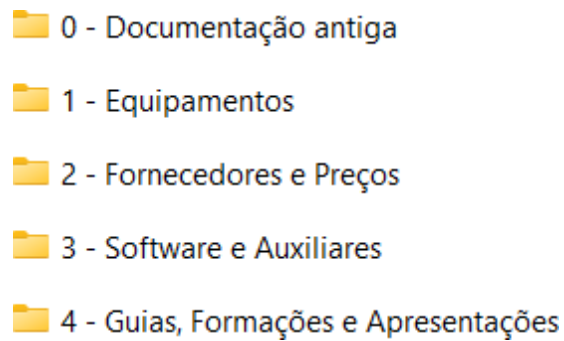 0 - Documentação antiga
1 - Equipamentos
2 - Fornecedores e Preços
3 - Software e Auxiliares
4 - Guias, Formações e Apresentações